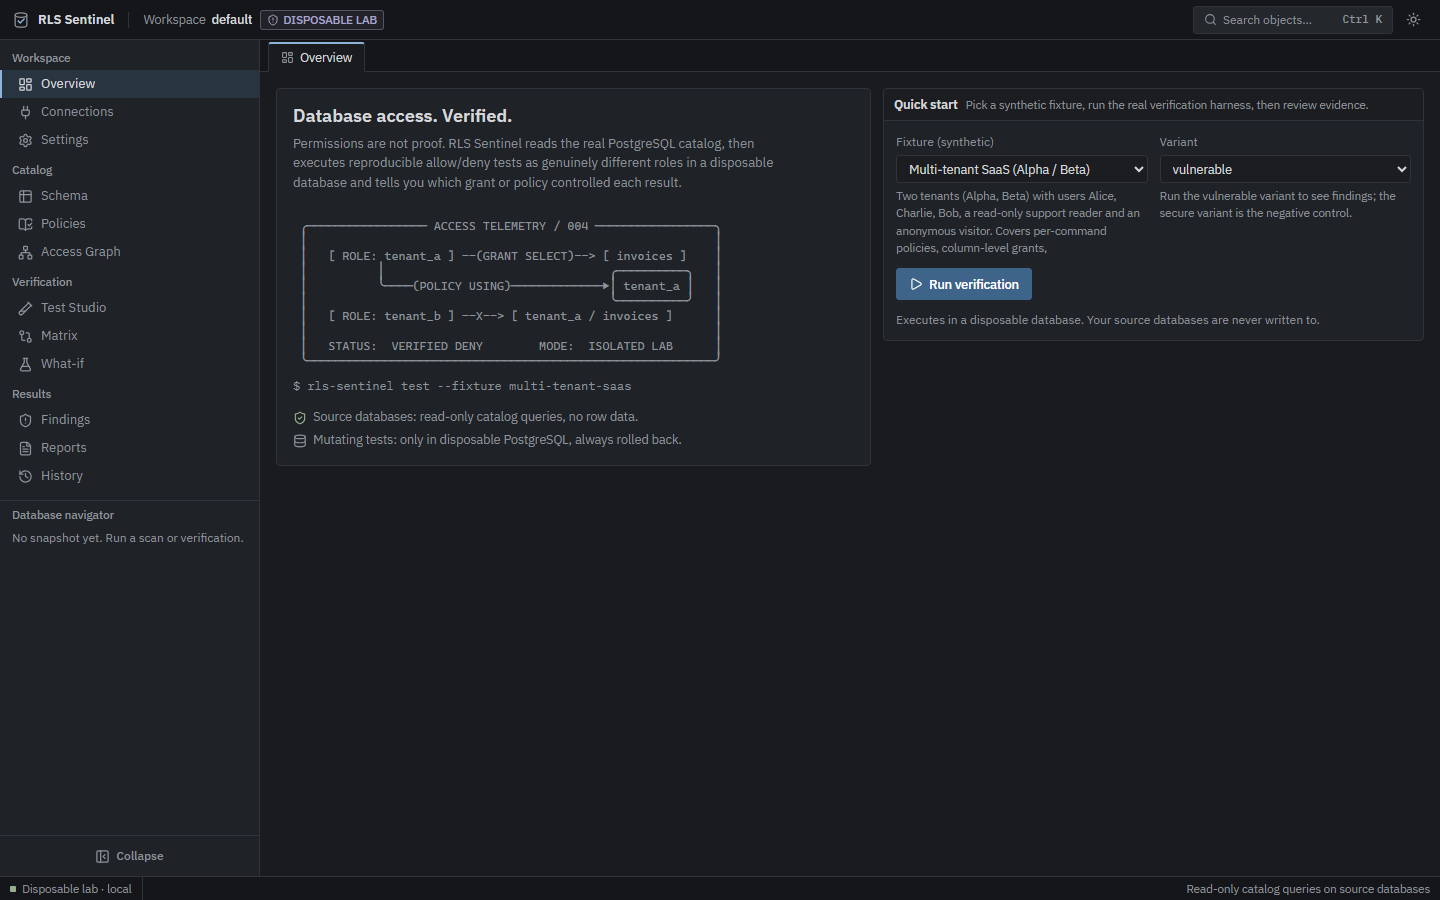 RLS Sentinel
Workspace default
DISPOSABLE LAB
Search objects... Ctrl K
Workspace
Overview
Connections
Settings
Catalog
Schema
Policies
Access Graph
Verification
Test Studio
Matrix
What-if
Results
Findings
Reports
History
Database navigator
No snapshot yet. Run a scan or verification.
Collapse
Overview
Database access. Verified.
Permissions are not proof. RLS Sentinel reads the real PostgreSQL catalog, then
executes reproducible allow/deny tests as genuinely different roles in a disposable
database and tells you which grant or policy controlled each result.
ACCESS TELEMETRY / 004
[ ROLE: tenant_a ] --(GRANT SELECT)--> [ invoices ]
(POLICY USING) tenant_a
[ ROLE: tenant_b ] --X--> [ tenant_a / invoices ]
STATUS: VERIFIED DENY MODE: ISOLATED LAB
$ rls-sentinel test --fixture multi-tenant-saas
Source databases: read-only catalog queries, no row data.
Mutating tests: only in disposable PostgreSQL, always rolled back.
Quick start Pick a synthetic fixture, run the real verification harness, then review evidence.
Fixture (synthetic)
Multi-tenant SaaS (Alpha / Beta)
Two tenants (Alpha, Beta) with users Alice,
Charlie, Bob, a read-only support reader and an
anonymous visitor. Covers per-command
policies, column-level grants,
Variant
vulnerable
Run the vulnerable variant to see findings; the
secure variant is the negative control.
Run verification
Executes in a disposable database. Your source databases are never written to.
Disposable lab · local
Read-only catalog queries on source databases